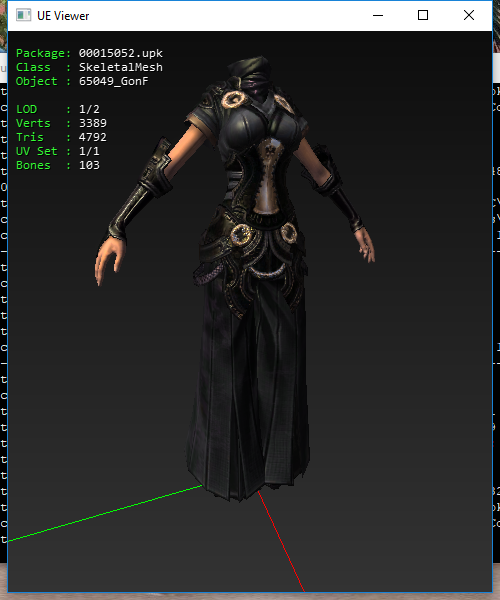 UE Viewer
Package: 00015052.upk
Class : SkeletalMesh
Object : 65049_GonF
LOD : 1/2
Verts : 3389
Tris : 4792
UV Set : 1/1
Bones : 103